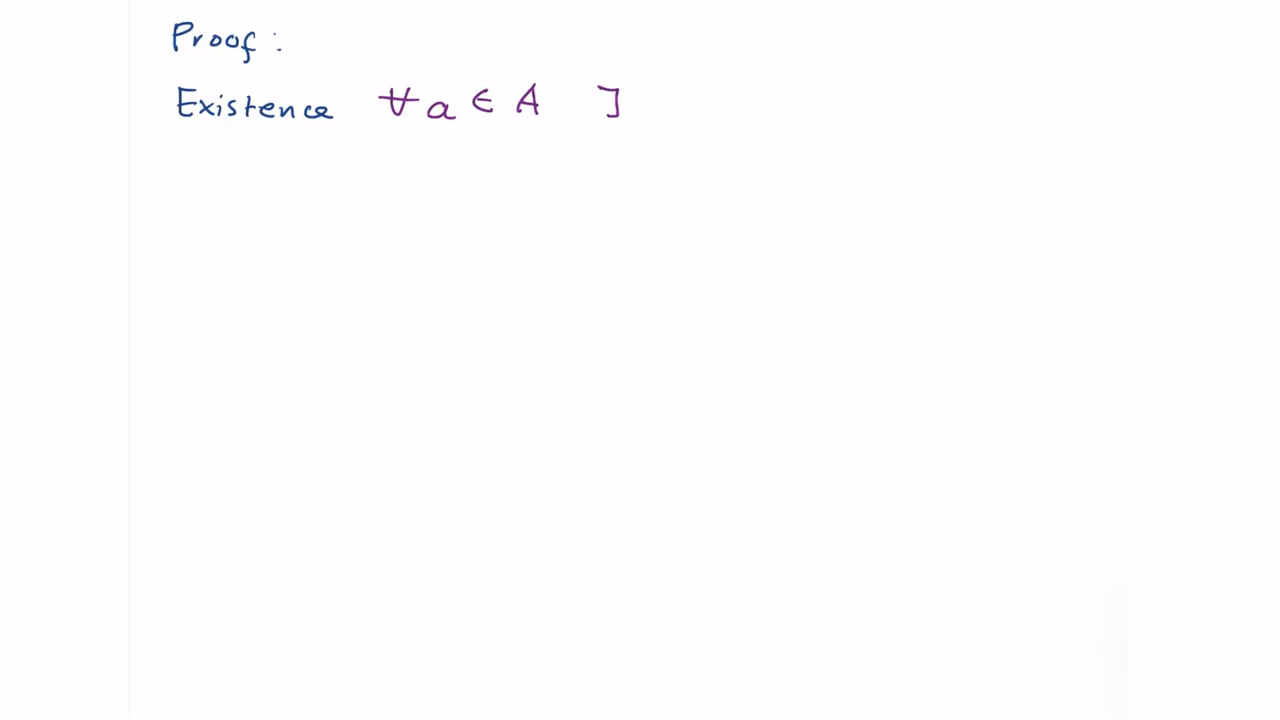 Proof:
Existence ∀ a ∈ A ]